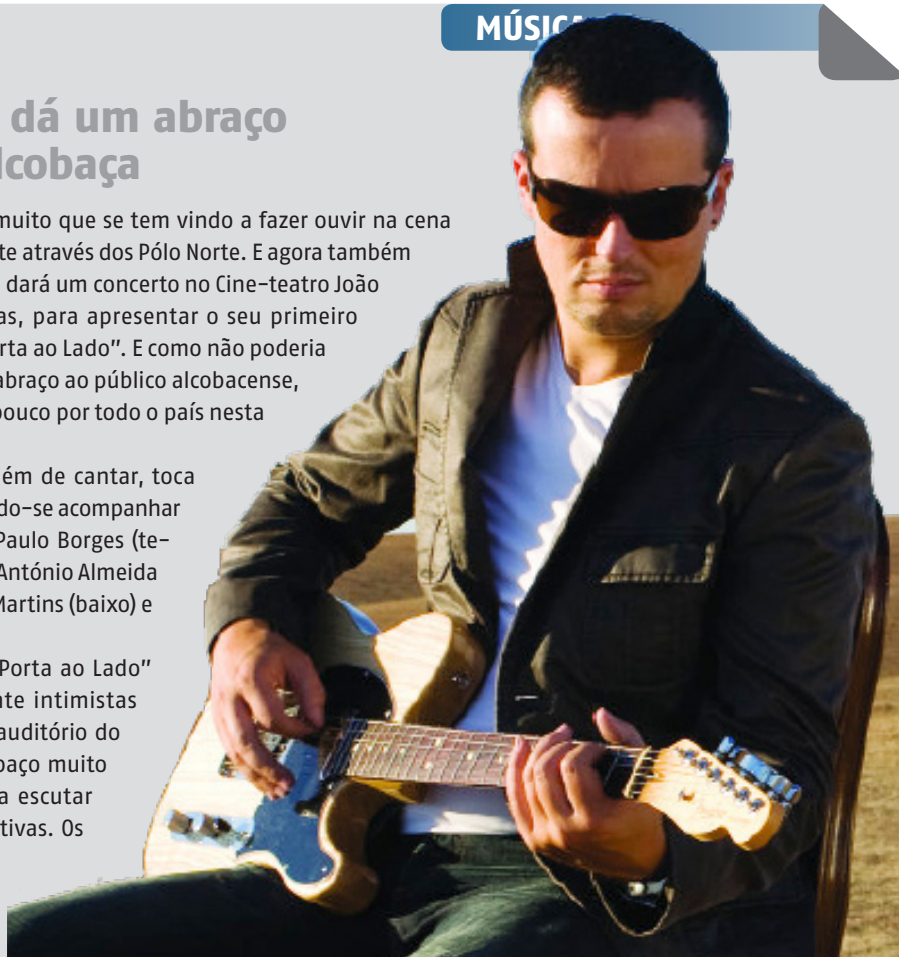 MÚSICA
dá um abraço
lcobaça
muito que se tem vindo a fazer ouvir na cena
te através dos Pólo Norte. E agora também
dará um concerto no Cine-teatro João
as, para apresentar o seu primeiro
rta ao Lado”. E como não poderia
abraço ao público alcobacense,
pouco por todo o país nesta
ém de cantar, toca
do-se acompanhar
Paulo Borges (te-
António Almeida
Martins (baixo) e
Porta ao Lado”
te intimistas
auditório do
paço muito
a escutar
tivas. Os